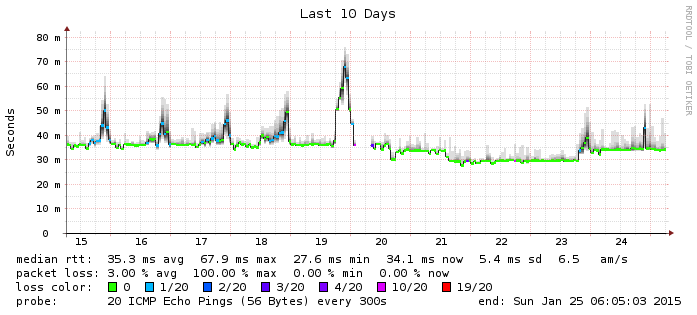 Last 10 Days
RRDTOOL / TOBI OETIKER
Seconds
80 m
70 m
60 m
50 m
40 m
30 m
20 m
10 m
0
15 16 17 18 19 20 21 22 23 24
median rtt: 35.3 ms avg 67.9 ms max 27.6 ms min 34.1 ms now 5.4 ms sd 6.5 am/s
packet loss: 3.00 % avg 100.00 % max 0.00 % min 0.00 % now
loss color: 0 1/20 2/20 3/20 4/20 10/20 19/20
probe: 20 ICMP Echo Pings (56 Bytes) every 300s end: Sun Jan 25 06:05:03 2015